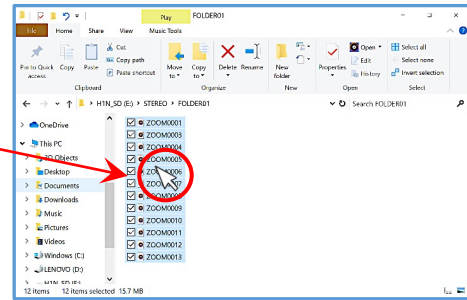 Play FOLDER01
File Home Share View Music Tools
Pin to Quick access Copy Paste Cut Copy path Paste shortcut Move to Copy to Delete Rename New folder Properties Open Edit History Select all Select none Invert selection
Clipboard Organize New Open Select
H1N_SD (E:) STEREO FOLDER01 Search FOLDER01
OneDrive
This PC
3D Objects
Desktop
Documents
Downloads
Music
Pictures
Videos
Windows (C:)
LENOVO (D:)
H1N_SD (E:)
ZOOM0001
ZOOM0003
ZOOM0004
ZOOM0005
ZOOM0006
ZOOM0007
ZOOM0009
ZOOM0010
ZOOM0011
ZOOM0012
ZOOM0013
12 items 12 items selected 15.7 MB